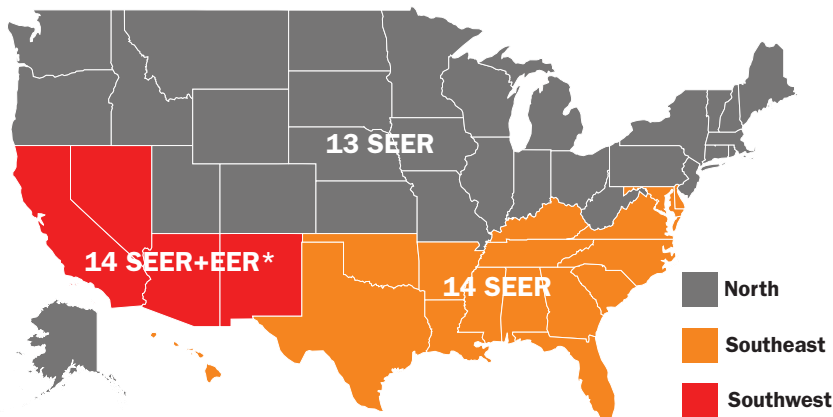 13 SEER
14 SEER+EER*
14 SEER
North
Southeast
Southwest